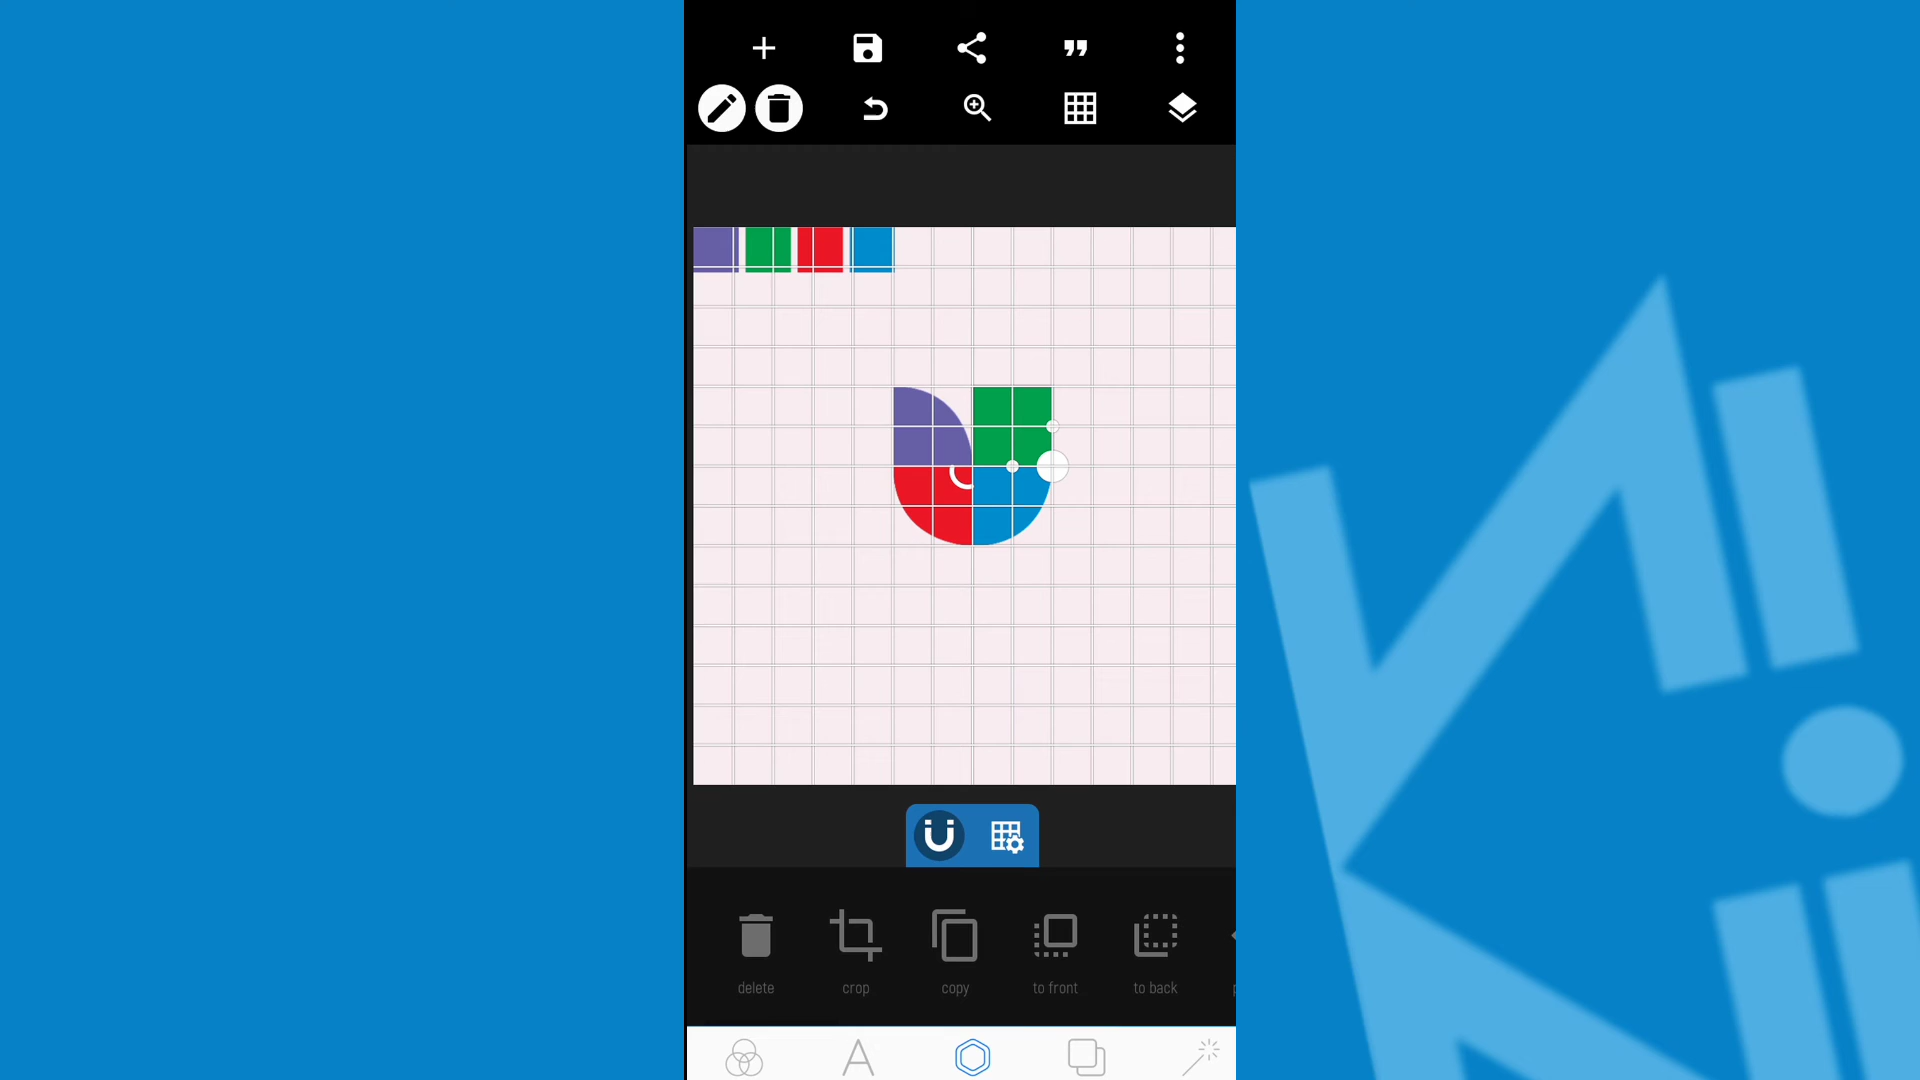 delete
crop
copy
to front
to back